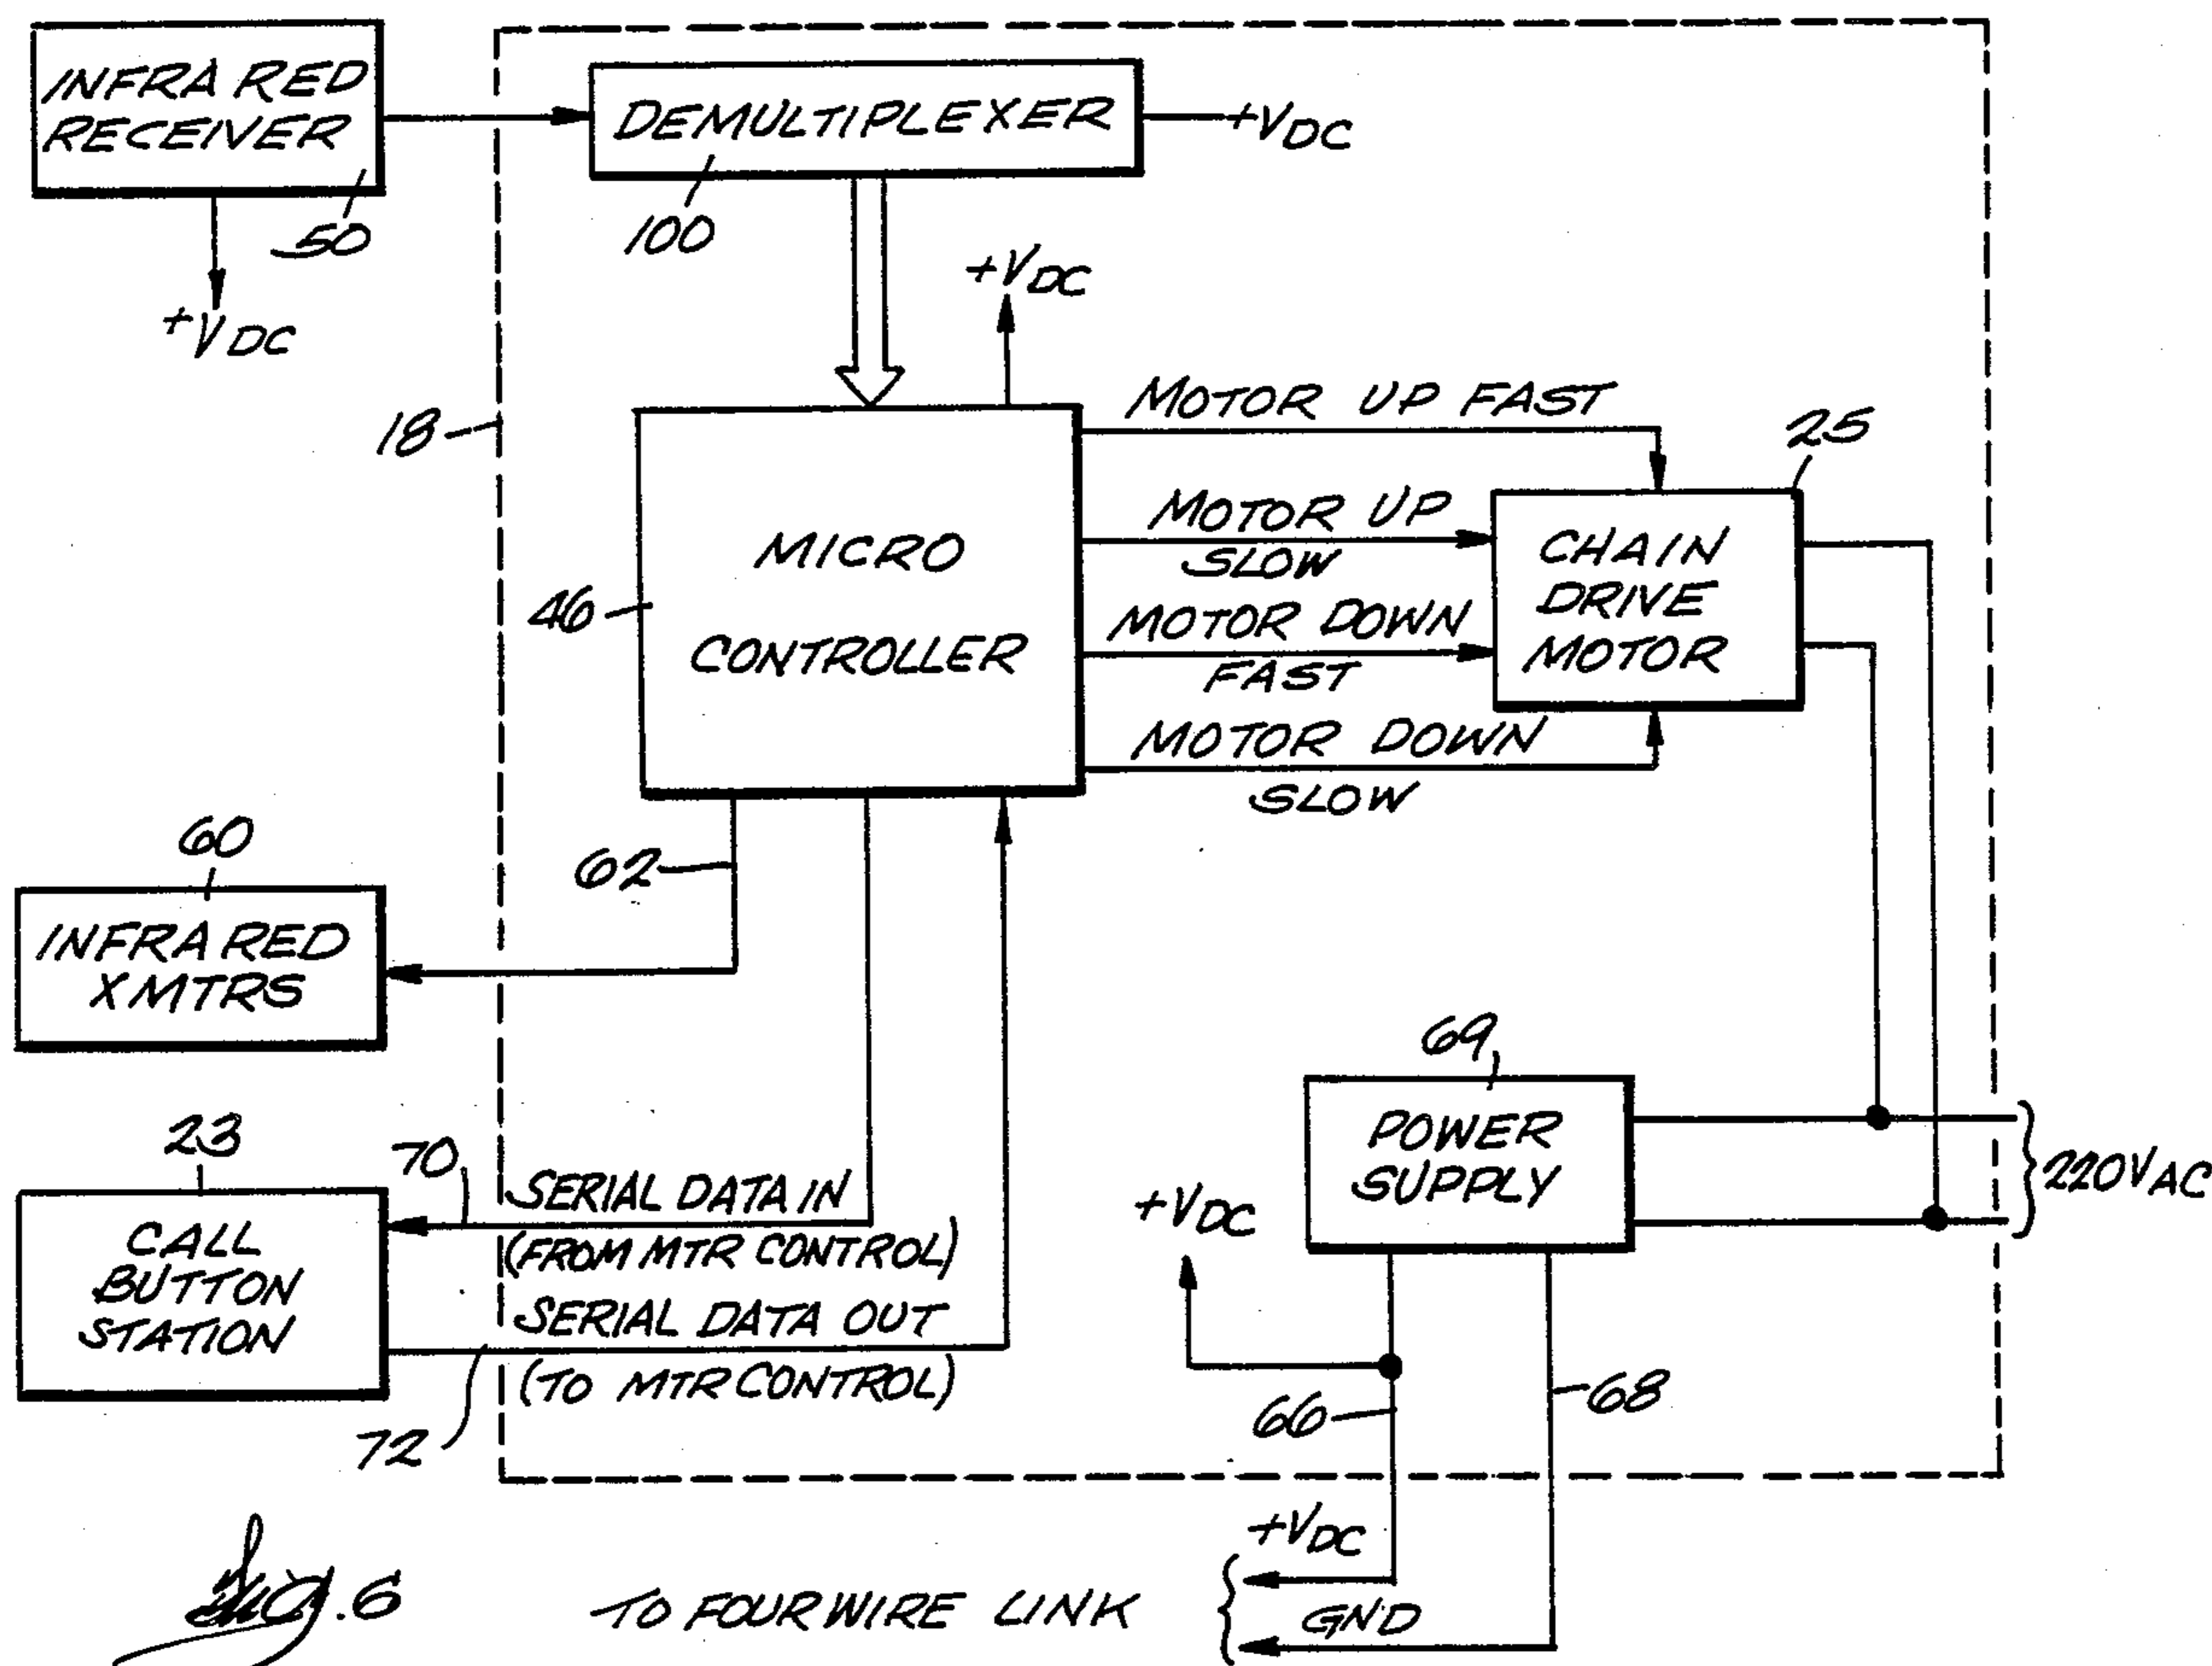 INFRA RED
RECEIVER
50
+VDC
DEMULTIPLEXER
100
+VDC
+VDC
18
MICRO
CONTROLLER
46
MOTOR UP FAST
MOTOR UP
SLOW
MOTOR DOWN
FAST
MOTOR DOWN
SLOW
25
CHAIN
DRIVE
MOTOR
60
INFRA RED
XMTRS
62
23
CALL
BUTTON
STATION
70
SERIAL DATA IN
(FROM MTR CONTROL)
SERIAL DATA OUT
(TO MTR CONTROL)
72
69
POWER
SUPPLY
220VAC
+VDC
66
68
+VDC
GND
TO FOUR WIRE LINK
Fig.6